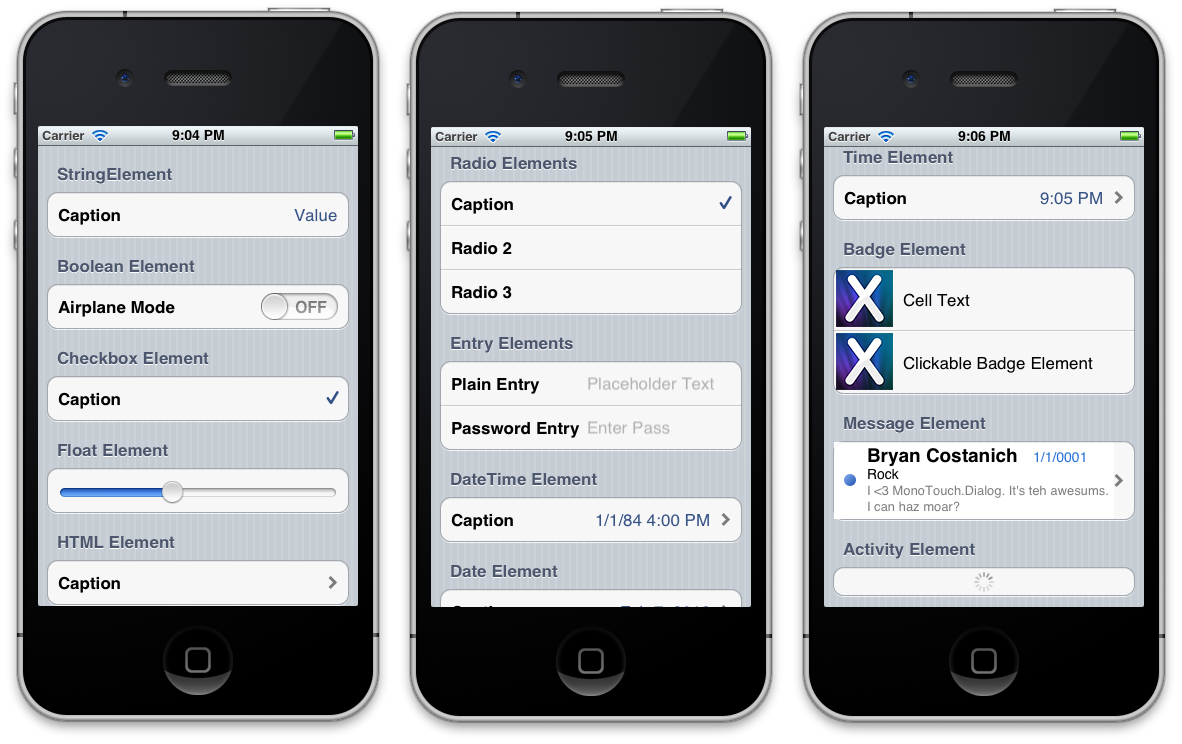 Carrier 9:04 PM
StringElement
Caption Value
Boolean Element
Airplane Mode OFF
Checkbox Element
Caption
Float Element
HTML Element
Caption
Carrier 9:05 PM
Radio Elements
Caption
Radio 2
Radio 3
Entry Elements
Plain Entry Placeholder Text
Password Entry Enter Pass
DateTime Element
Caption 1/1/84 4:00 PM
Date Element
Carrier 9:06 PM
Time Element
Caption 9:05 PM
Badge Element
X Cell Text
X Clickable Badge Element
Message Element
Bryan Costanich 1/1/0001
Rock
I <3 MonoTouch.Dialog. It's teh awesums.
I can haz moar?
Activity Element